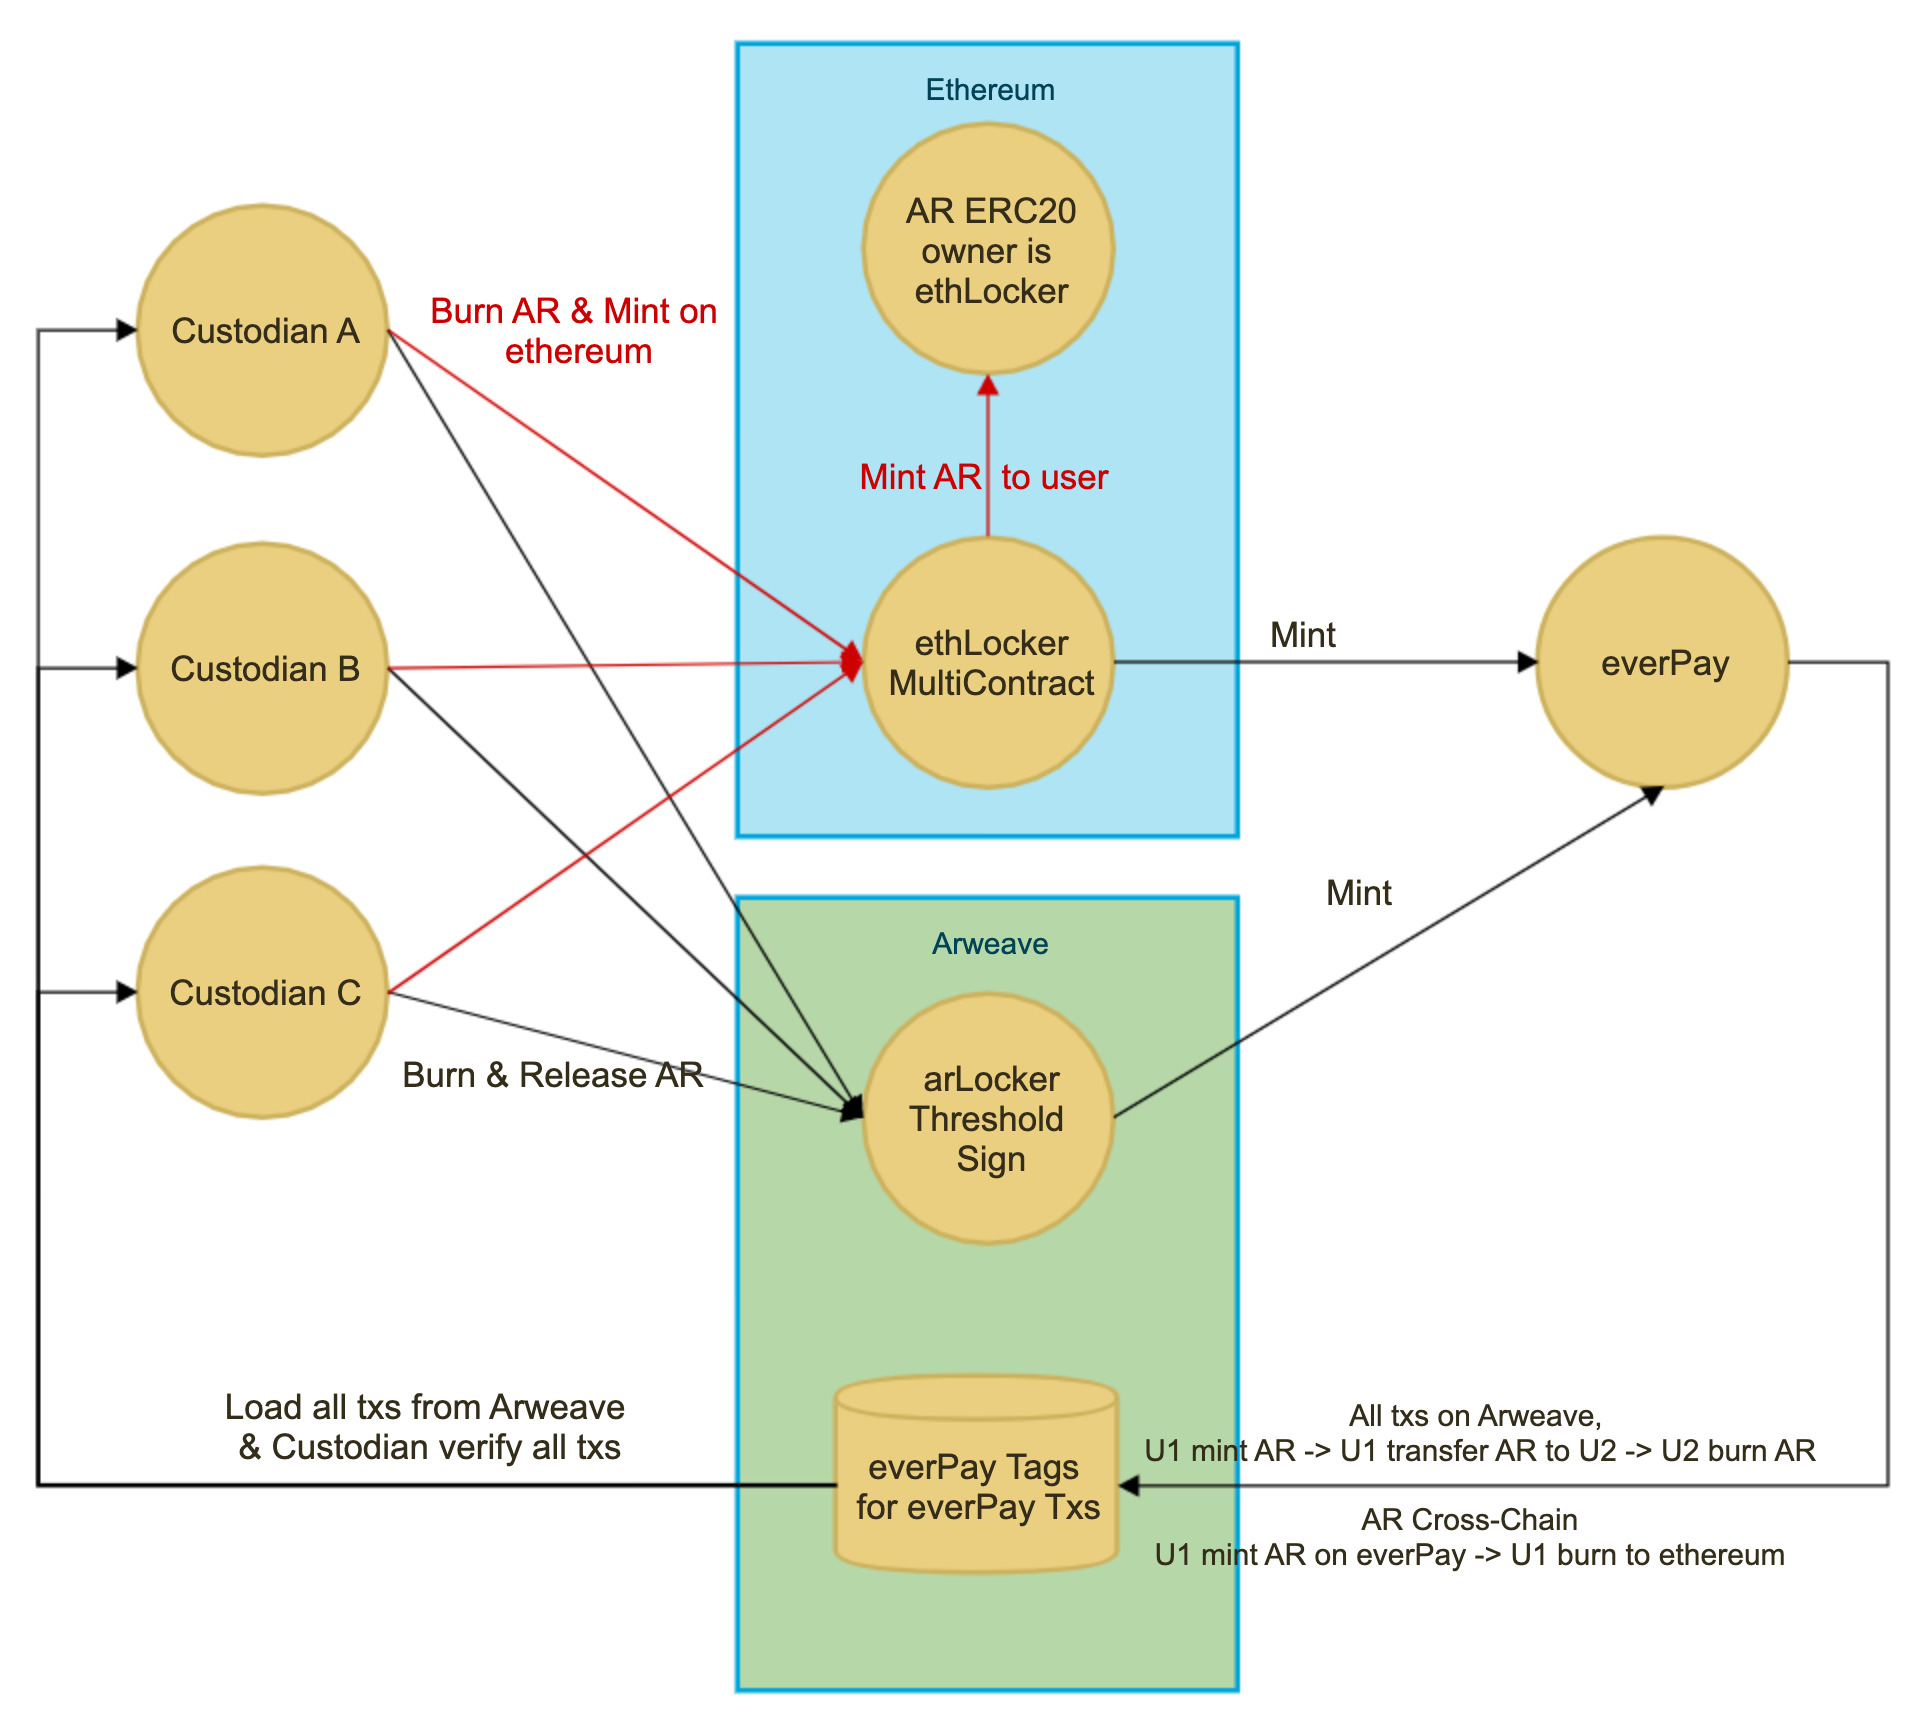 Ethereum
AR ERC20
owner is
ethLocker
Custodian A
Burn AR & Mint on
ethereum
Mint AR to user
Custodian B
ethLocker
MultiContract
Mint
everPay
Mint
Arweave
Custodian C
Burn & Release AR
arLocker
Threshold
Sign
Load all txs from Arweave
& Custodian verify all txs
everPay Tags
for everPay Txs
All txs on Arweave,
U1 mint AR -> U1 transfer AR to U2 -> U2 burn AR
AR Cross-Chain
U1 mint AR on everPay -> U1 burn to ethereum